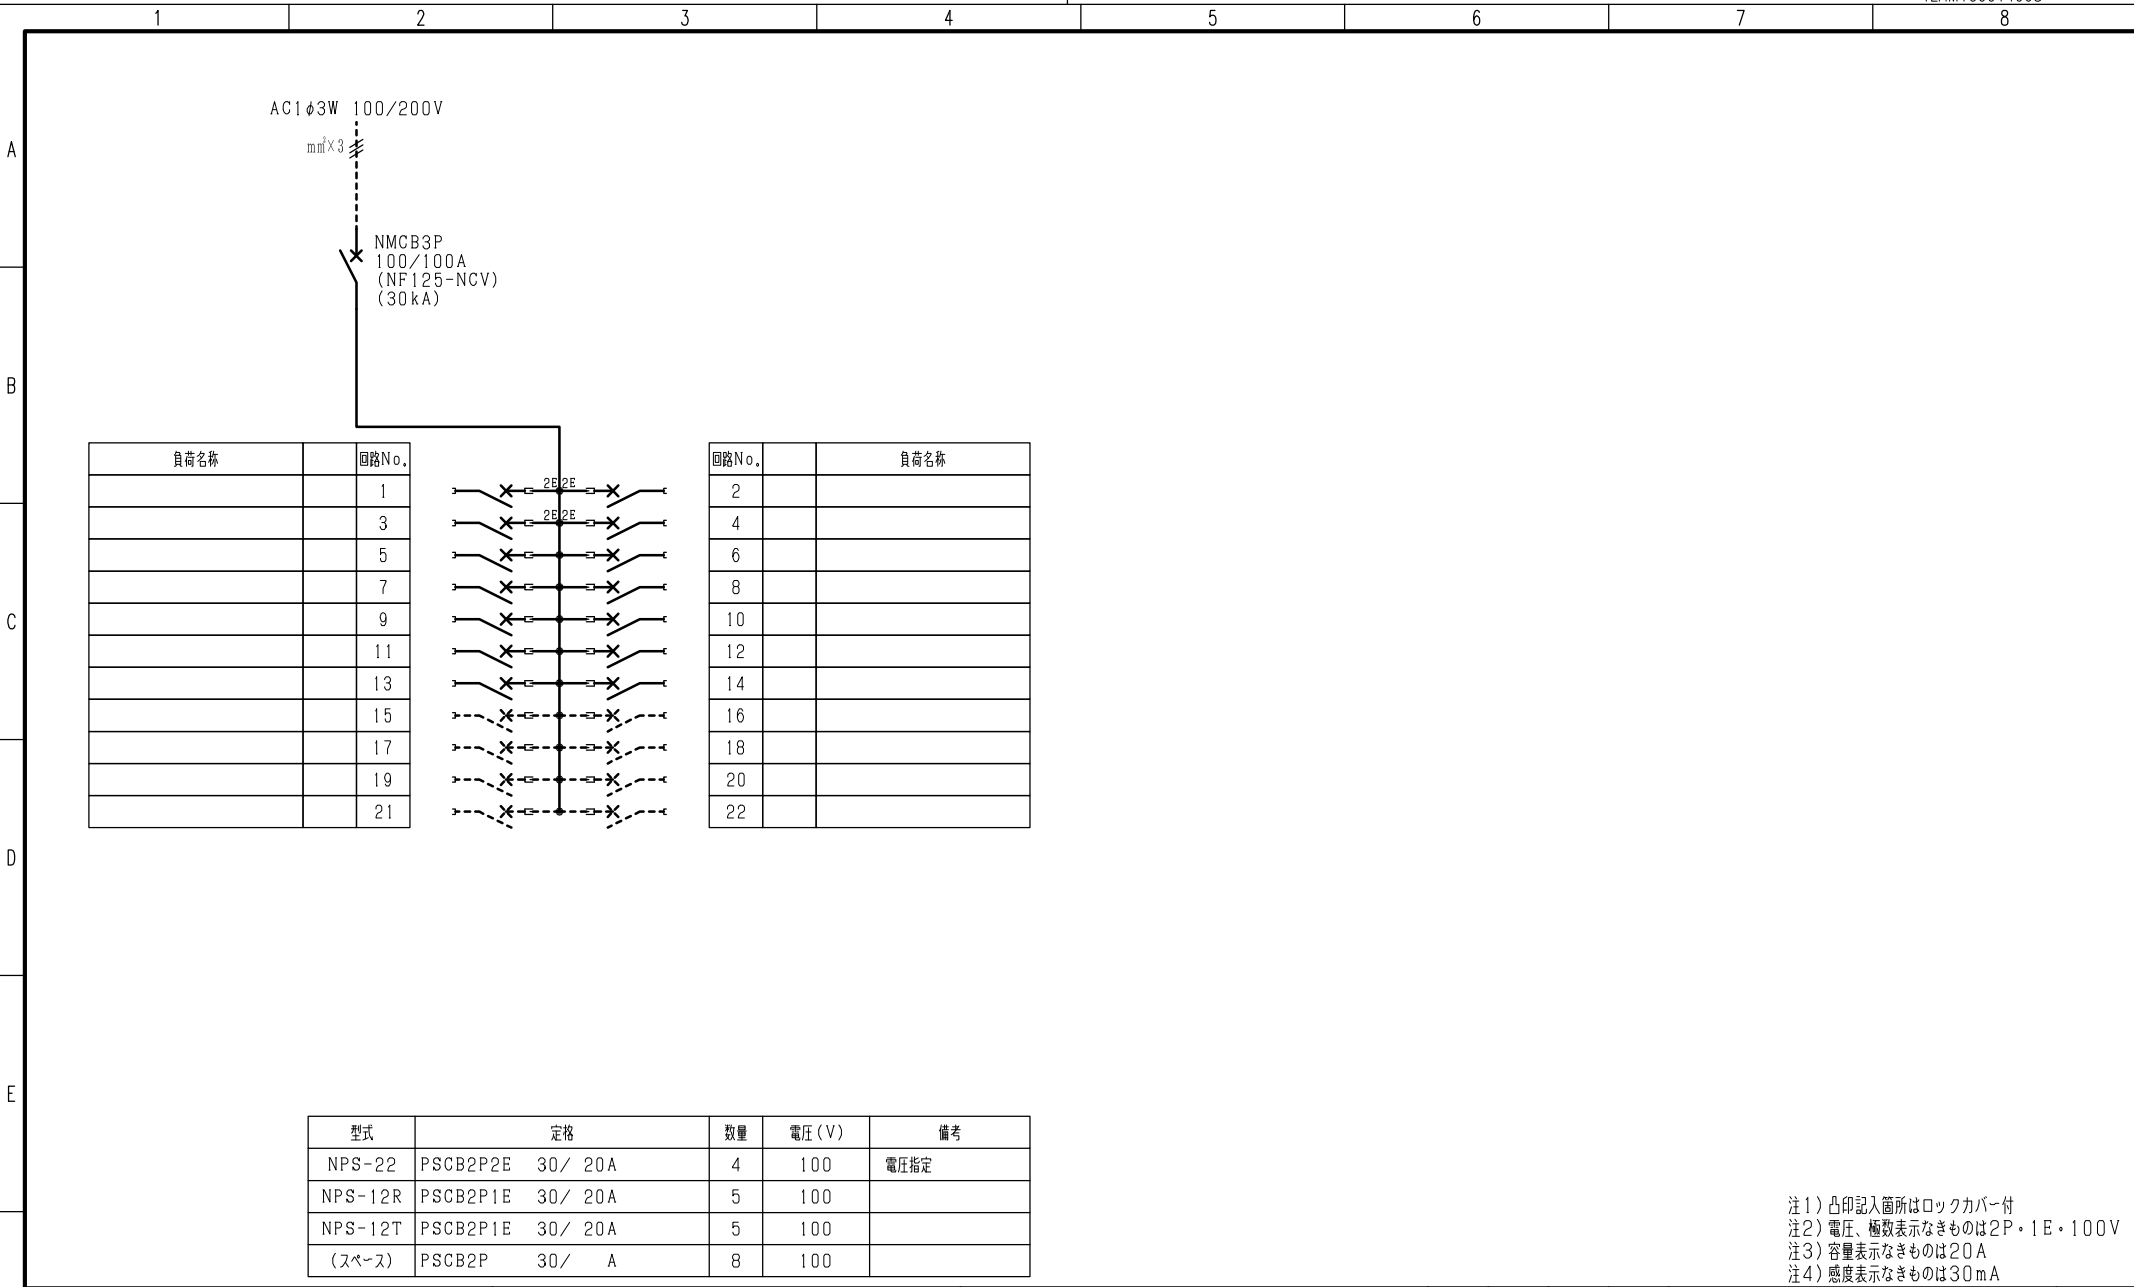 1 2 3 4 5 6 7 8
A
B
C
D
E
AC1φ3W 100/200V
mm²×3
NMCB3P
100/100A
(NF125-NCV)
(30kA)
負荷名称 回路No. 回路No. 負荷名称
1 2E 2E 2
3 2E 2E 4
5 6
7 8
9 10
11 12
13 14
15 16
17 18
19 20
21 22
型式 定格 数量 電圧(V) 備考
NPS-22 PSCB2P2E 30/ 20A 4 100 電圧指定
NPS-12R PSCB2P1E 30/ 20A 5 100
NPS-12T PSCB2P1E 30/ 20A 5 100
(スペース) PSCB2P 30/ A 8 100
注1)凸印記入箇所はロックカバー付
注2)電圧、極数表示なきものは2P・1E・100V
注3)容量表示なきものは20A
注4)感度表示なきものは30mA